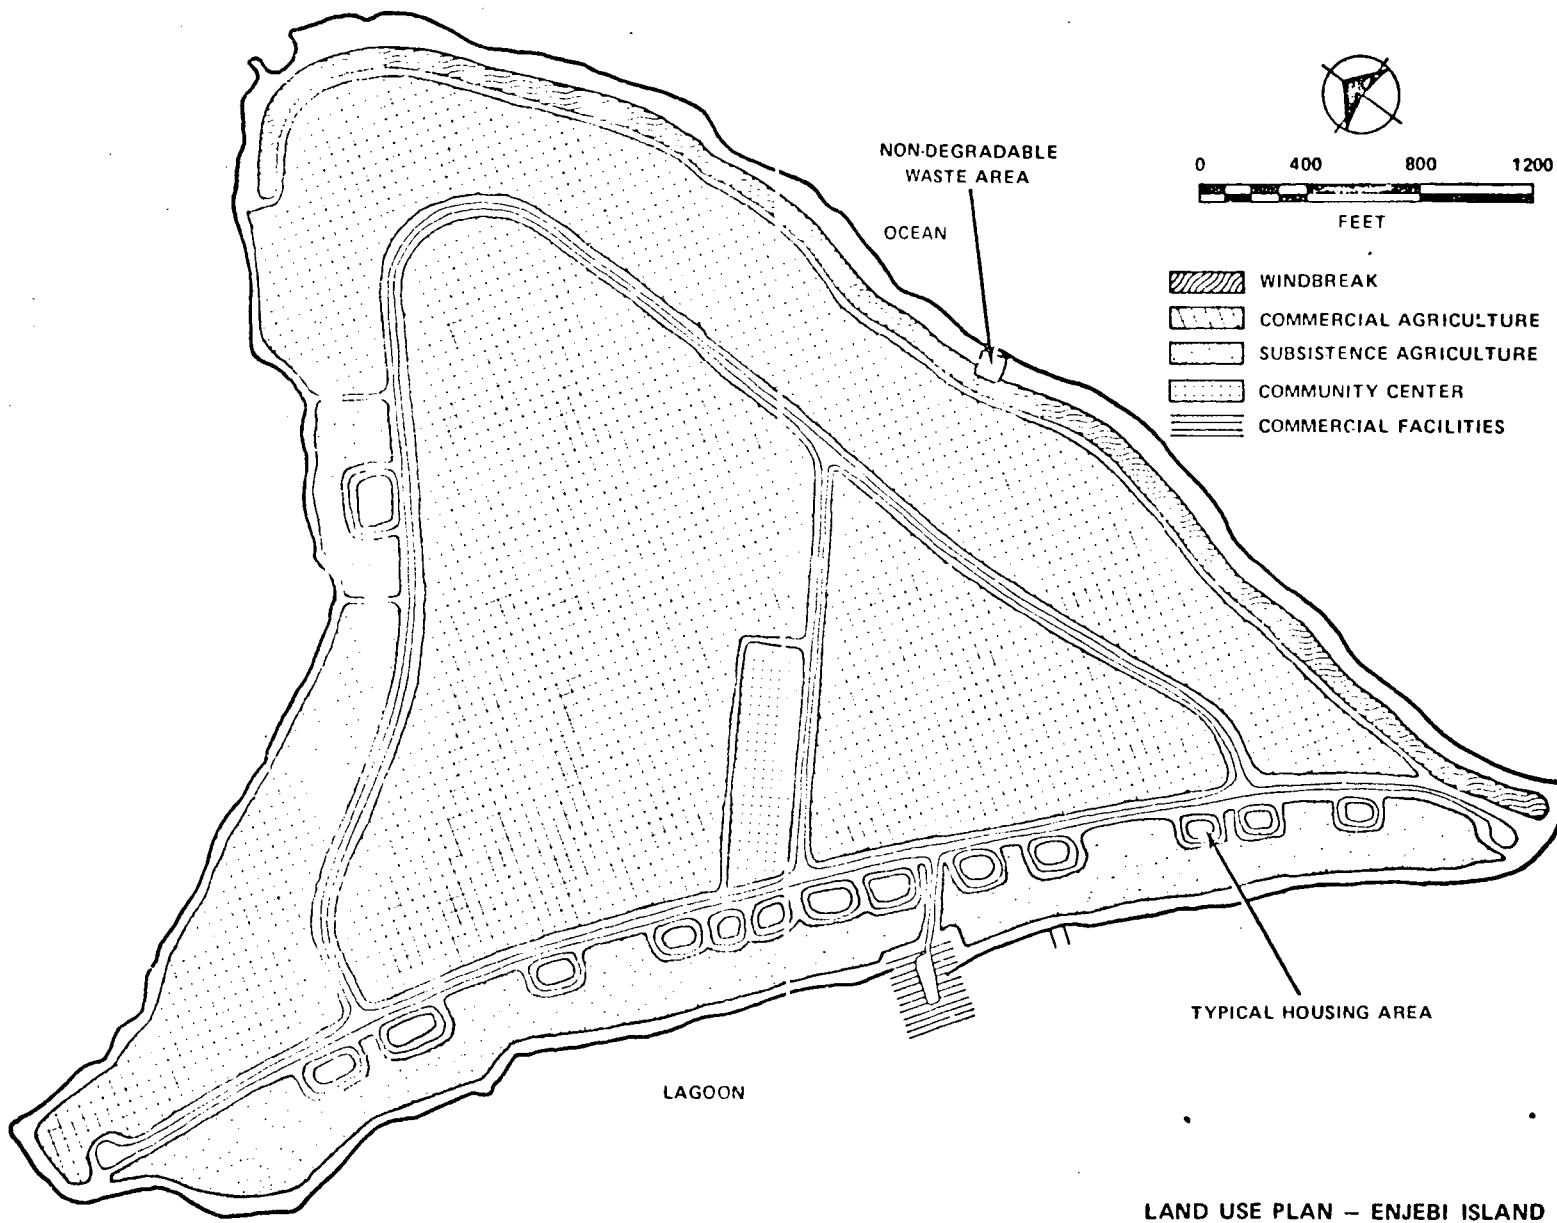 NON-DEGRADABLE
WASTE AREA
OCEAN
0 400 800 1200
FEET
WINDBREAK
COMMERCIAL AGRICULTURE
SUBSISTENCE AGRICULTURE
COMMUNITY CENTER
COMMERCIAL FACILITIES
TYPICAL HOUSING AREA
LAGOON
LAND USE PLAN – ENJEBI ISLAND